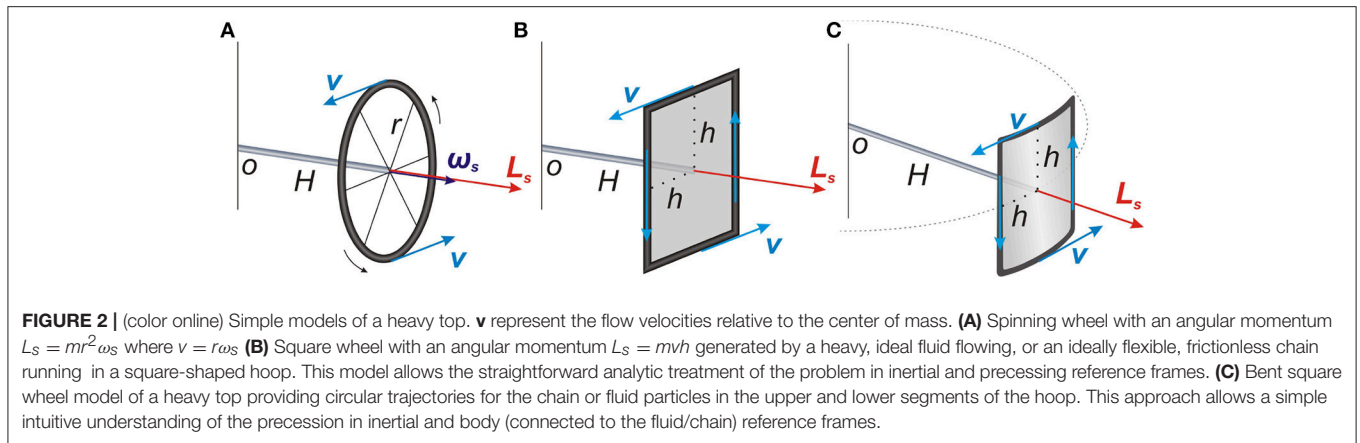 A
B
C
v
r
ω_s
L_s
o
H
v
v
h
h
L_s
o
H
v
v
h
h
L_s
o
H
v
FIGURE 2 | (color online) Simple models of a heavy top. v represent the flow velocities relative to the center of mass. (A) Spinning wheel with an angular momentum
L_s = mr²ω_s where v = rω_s (B) Square wheel with an angular momentum L_s = mvh generated by a heavy, ideal fluid flowing, or an ideally flexible, frictionless chain
running in a square-shaped hoop. This model allows the straightforward analytic treatment of the problem in inertial and precessing reference frames. (C) Bent square
wheel model of a heavy top providing circular trajectories for the chain or fluid particles in the upper and lower segments of the hoop. This approach allows a simple
intuitive understanding of the precession in inertial and body (connected to the fluid/chain) reference frames.